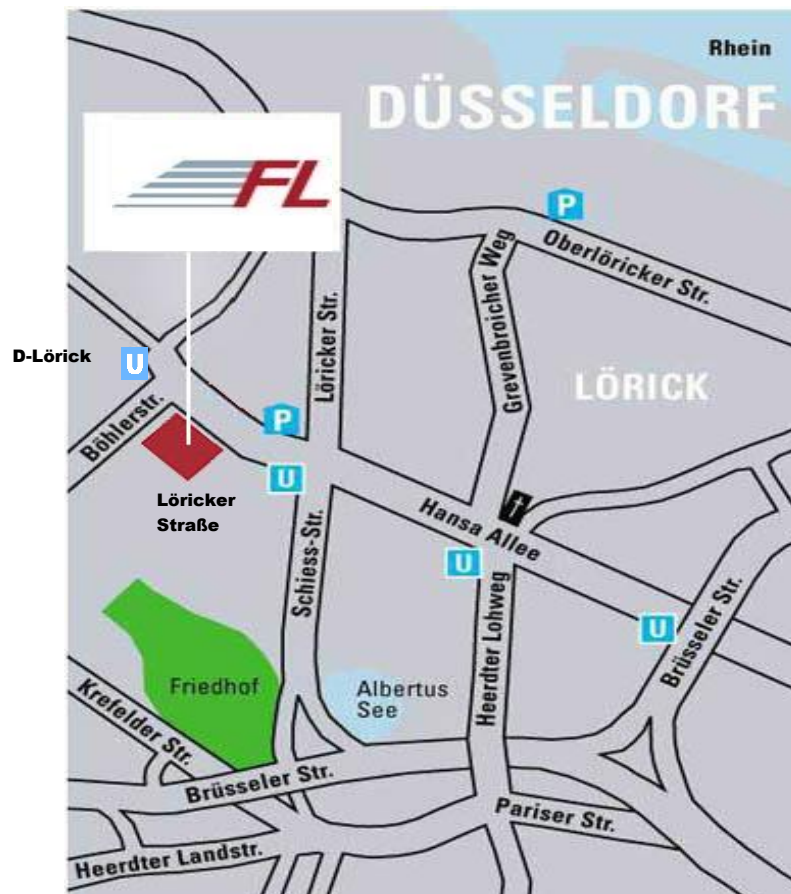 Rhein
DÜSSELDORF
FL
P
Oberlöricker Str.
Grevenbroicher Weg
Löricker Str.
D-Lörick
U
LÖRICK
Böhlerstr.
P
U
Löricker
Straße
Hansa Allee
U
Schiess-Str.
Heerdter Lohweg
U
Brüsseler Str.
Friedhof
Albertus
See
Krefelder Str.
Brüsseler Str.
Pariser Str.
Heerdter Landstr.